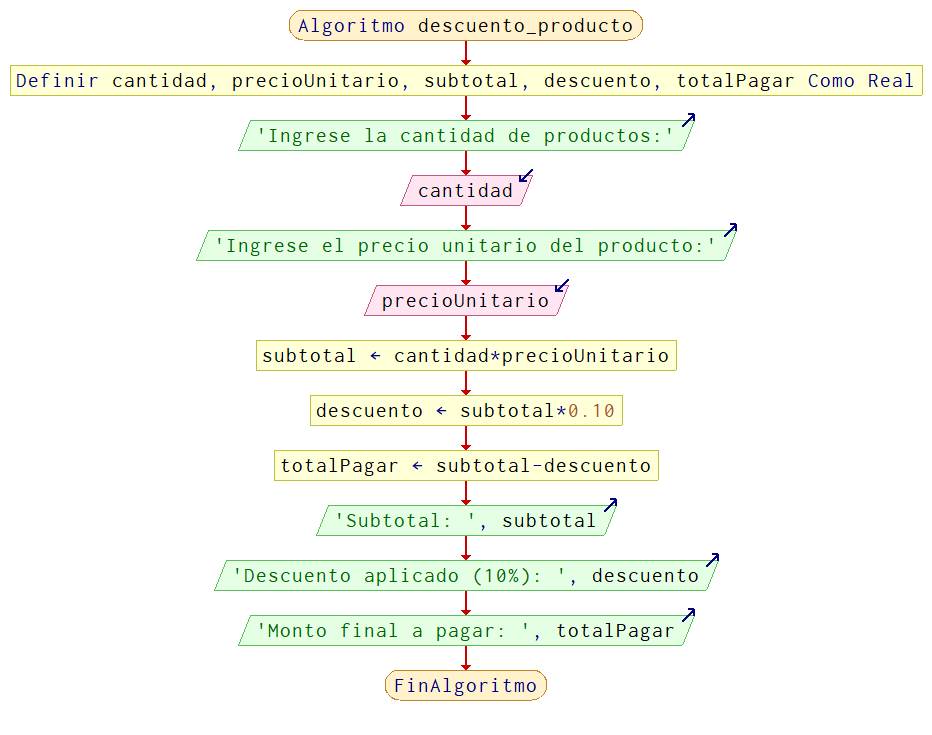 Algoritmo descuento_producto
Definir cantidad, precioUnitario, subtotal, descuento, totalPagar Como Real
'Ingrese la cantidad de productos:'
cantidad
'Ingrese el precio unitario del producto:'
precioUnitario
subtotal ← cantidad*precioUnitario
descuento ← subtotal*0.10
totalPagar ← subtotal-descuento
'Subtotal: ', subtotal
'Descuento aplicado (10%): ', descuento
'Monto final a pagar: ', totalPagar
FinAlgoritmo